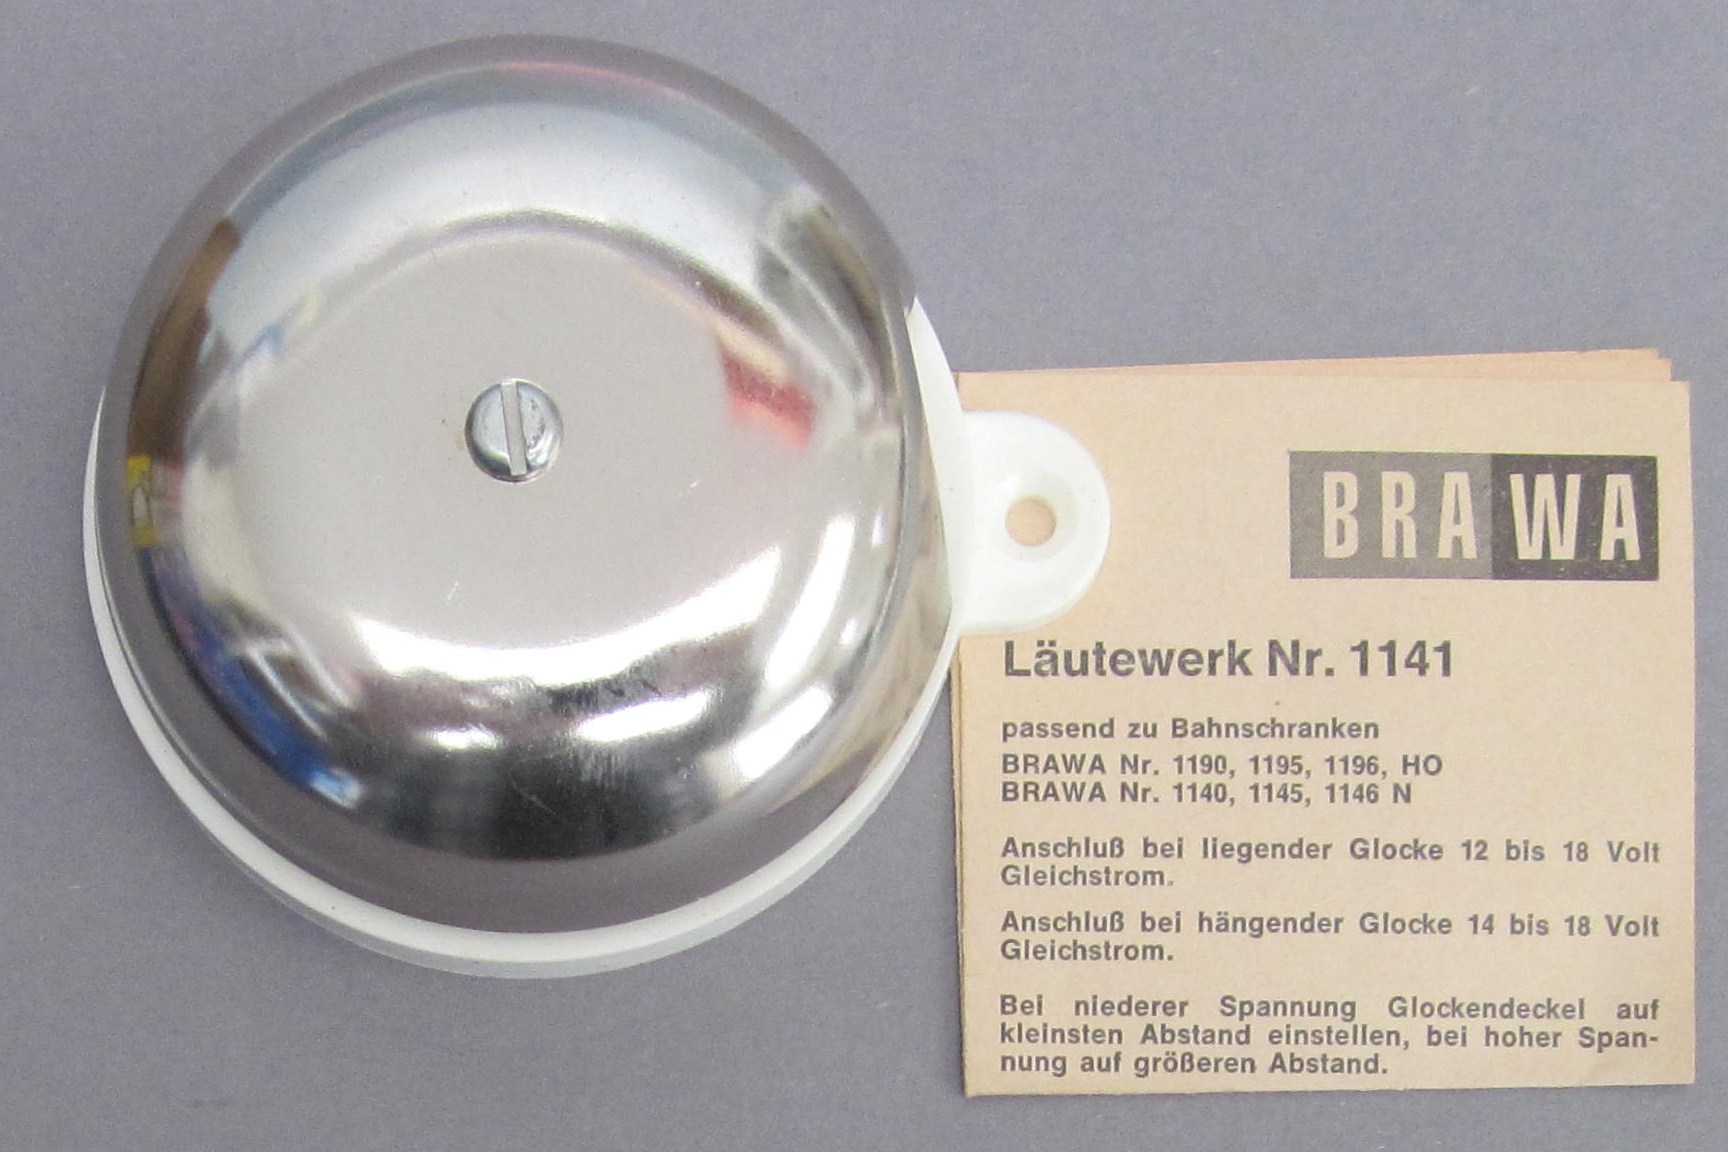 BRAWA
Läutewerk Nr. 1141
passend zu Bahnschranken
BRAWA Nr. 1190, 1195, 1196, HO
BRAWA Nr. 1140, 1145, 1146 N
Anschluß bei liegender Glocke 12 bis 18 Volt
Gleichstrom.
Anschluß bei hängender Glocke 14 bis 18 Volt
Gleichstrom.
Bei niederer Spannung Glockendeckel auf
kleinsten Abstand einstellen, bei hoher Span-
nung auf größeren Abstand.